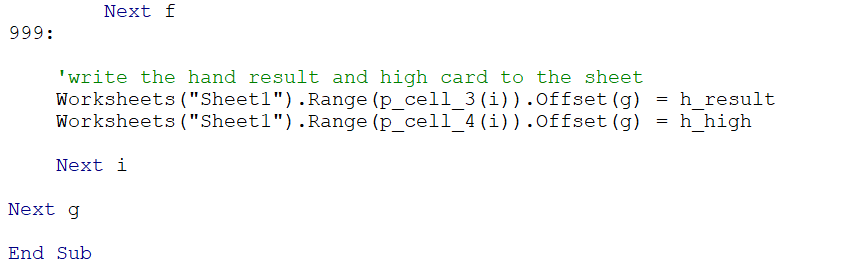 Next f
999:
'write the hand result and high card to the sheet
Worksheets("Sheet1").Range(p_cell_3(i)).Offset(g) = h_result
Worksheets("Sheet1").Range(p_cell_4(i)).Offset(g) = h_high
Next i
Next g
End Sub